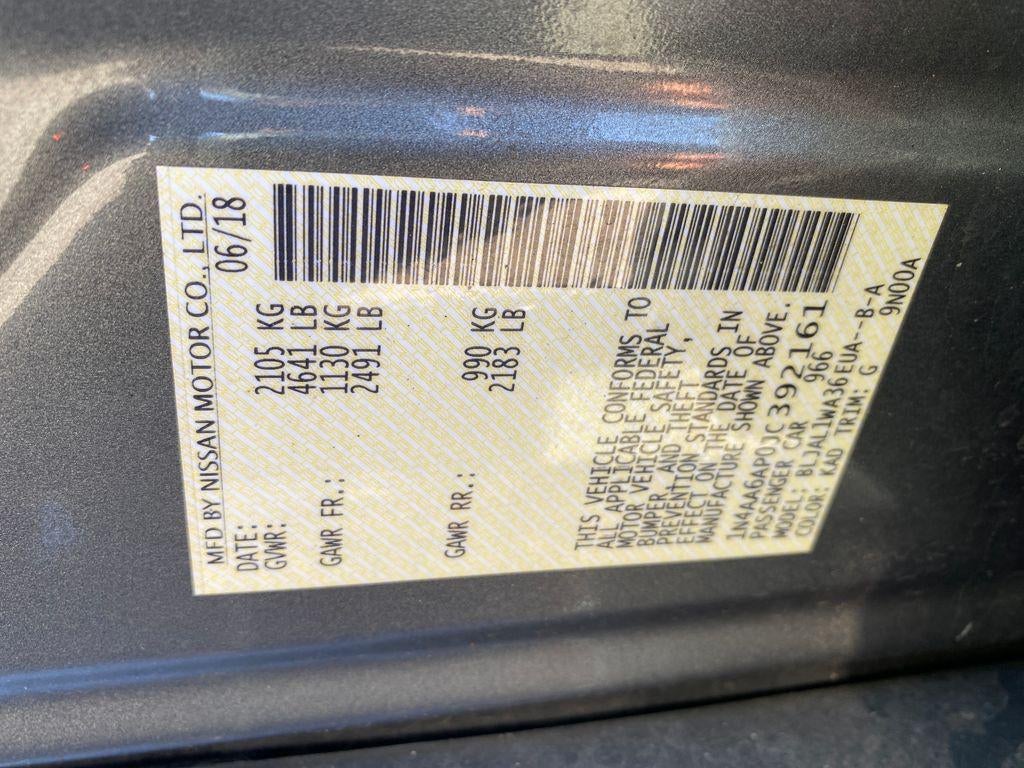 MFD BY NISSAN MOTOR CO., LTD.
DATE: 06/18
GVWR: 2105 KG
4641 LB
GAWR FR.: 1130 KG
2491 LB
GAWR RR.: 990 KG
2183 LB
THIS VEHICLE CONFORMS TO
ALL APPLICABLE FEDERAL
MOTOR VEHICLE SAFETY,
BUMPER, AND THEFT
PREVENTION STANDARDS IN
EFFECT ON THE DATE OF
MANUFACTURE SHOWN ABOVE.
1N4AA6AP0JC392161
PASSENGER CAR 966
MODEL: BLJAL1WA36EUA--B-A
COLOR: KAD TRIM: G 9N00A